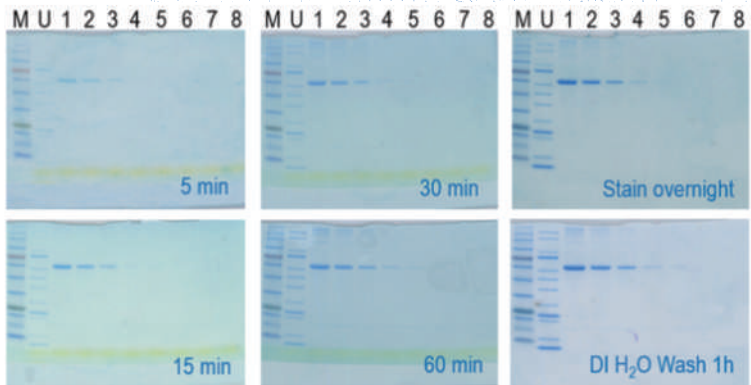 M U 1 2 3 4 5 6 7 8 M U 1 2 3 4 5 6 7 8 M U 1 2 3 4 5 6 7 8
5 min
30 min
Stain overnight
15 min
60 min
DI H₂O Wash 1h